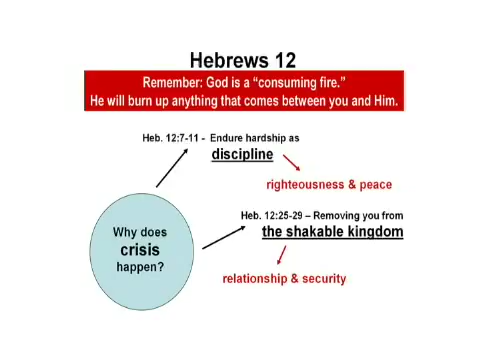 Hebrews 12
Remember: God is a “consuming fire.”
He will burn up anything that comes between you and Him.
Heb. 12:7-11 - Endure hardship as
discipline
righteousness & peace
Heb. 12:25-29 – Removing you from
the shakable kingdom
Why does
crisis
happen?
relationship & security